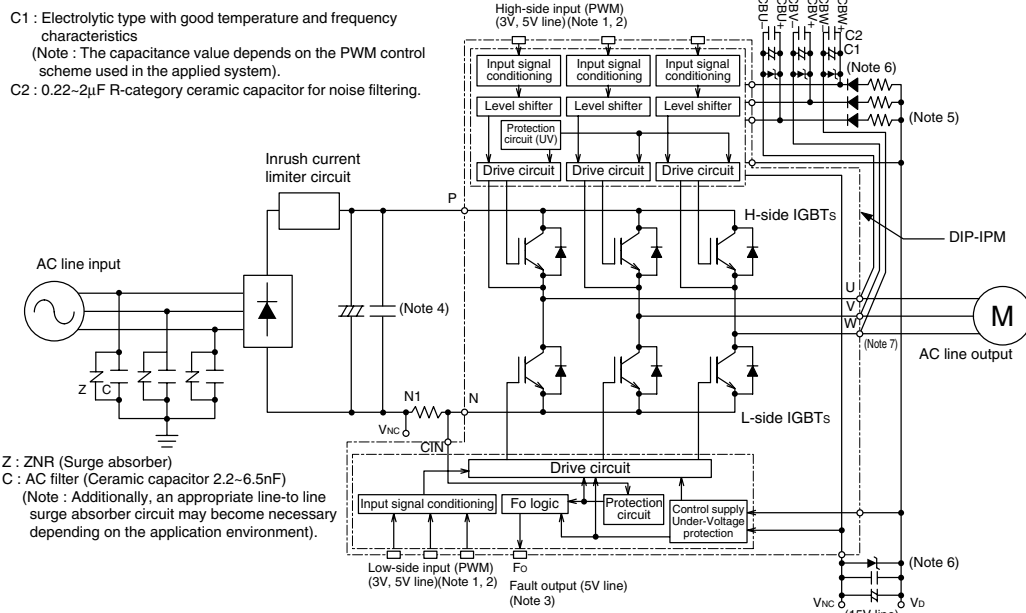 C1 : Electrolytic type with good temperature and frequency
characteristics
(Note : The capacitance value depends on the PWM control
scheme used in the applied system).
C2 : 0.22~2μF R-category ceramic capacitor for noise filtering.
High-side input (PWM)
(3V, 5V line)(Note 1, 2)
CBU-
CBU+
CBV-
CBV+
CBW-
CBW+
C2
C1
(Note 6)
(Note 5)
Input signal
conditioning
Input signal
conditioning
Input signal
conditioning
Level shifter
Level shifter
Level shifter
Protection
circuit (UV)
Drive circuit
Drive circuit
Drive circuit
Inrush current
limiter circuit
P
H-side IGBTs
DIP-IPM
AC line input
(Note 4)
U
V
W
(Note 7)
M
AC line output
Z
C
N1
N
VNC
CIN
L-side IGBTs
Z : ZNR (Surge absorber)
C : AC filter (Ceramic capacitor 2.2~6.5nF)
(Note : Additionally, an appropriate line-to line
surge absorber circuit may become necessary
depending on the application environment).
Drive circuit
Input signal conditioning
Fo logic
Protection
circuit
Control supply
Under-Voltage
protection
Low-side input (PWM)
(3V, 5V line)(Note 1, 2)
FO
Fault output (5V line)
(Note 3)
(Note 6)
VNC
(15V line)
VD